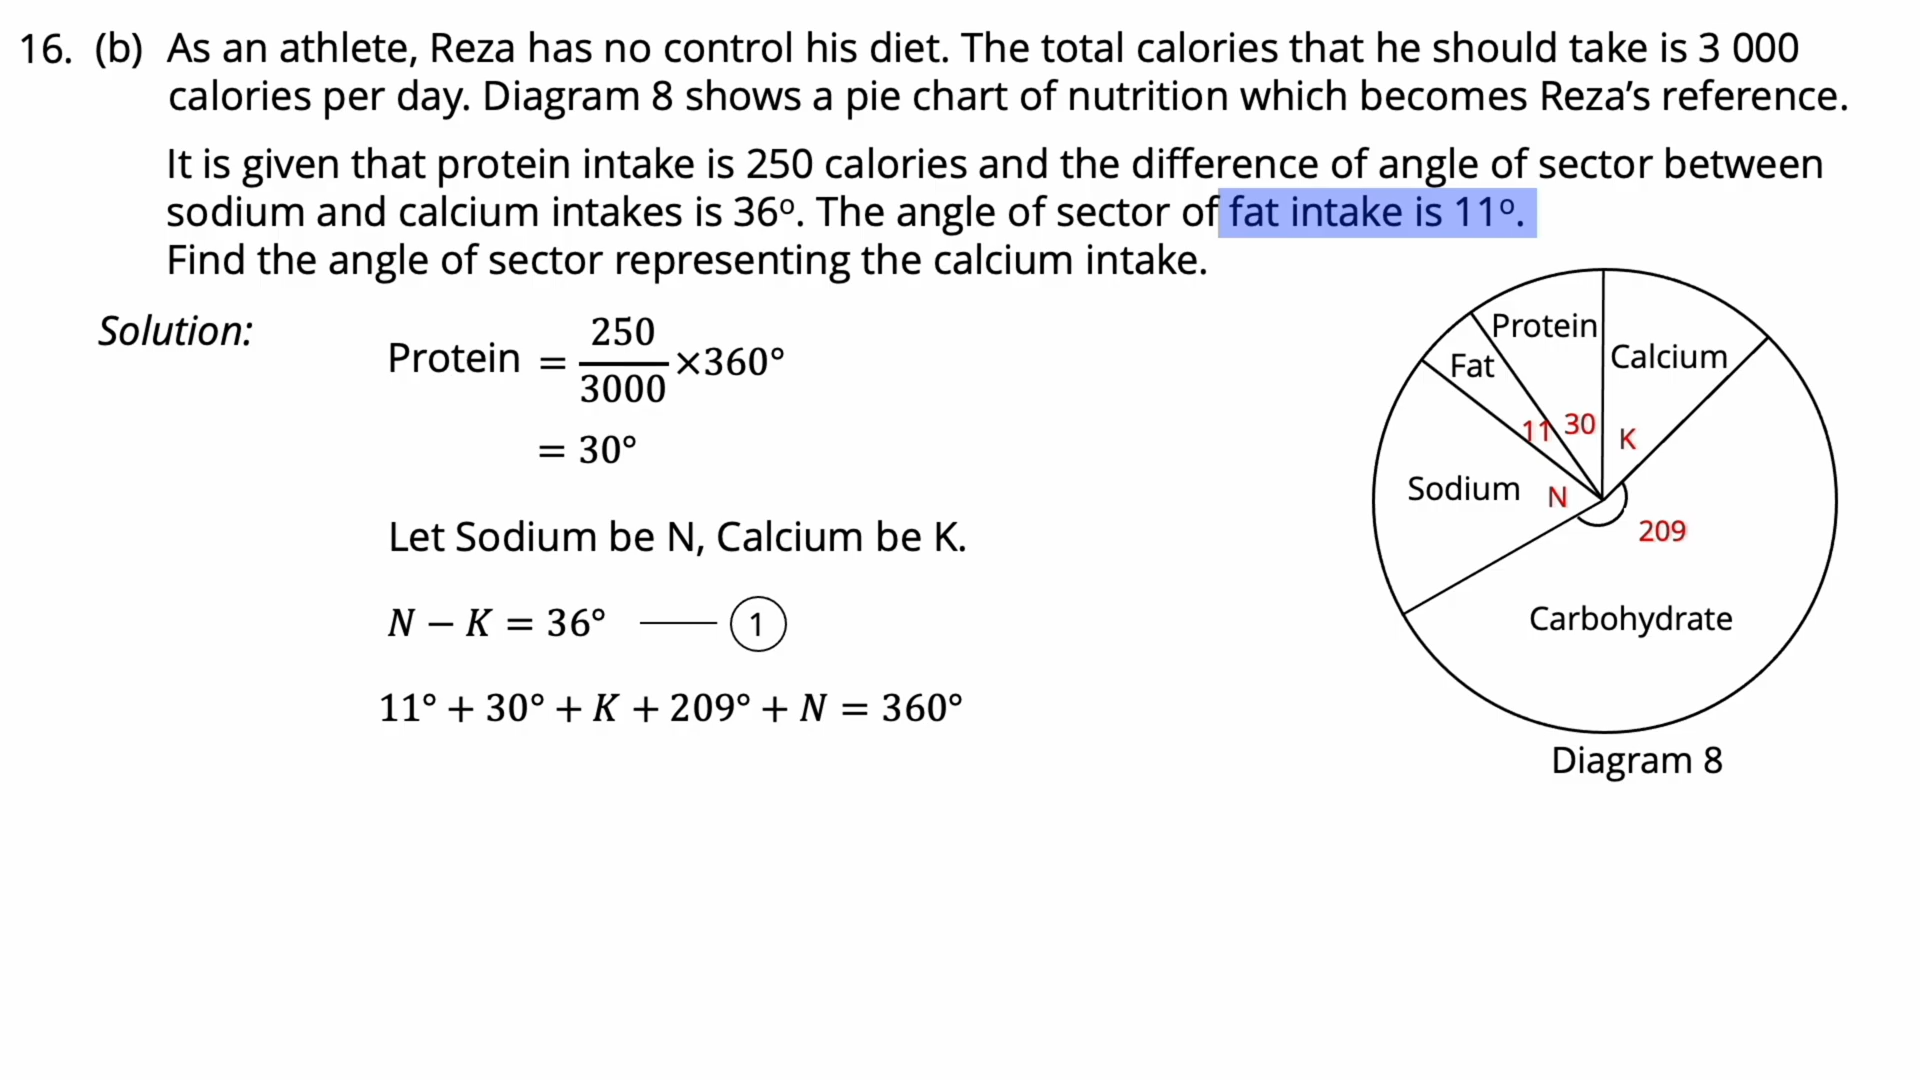 16. (b) As an athlete, Reza has no control his diet. The total calories that he should take is 3 000
calories per day. Diagram 8 shows a pie chart of nutrition which becomes Reza’s reference.
It is given that protein intake is 250 calories and the difference of angle of sector between
sodium and calcium intakes is 36º. The angle of sector of fat intake is 11º.
Find the angle of sector representing the calcium intake.
Solution:
Protein = 250/3000 ×360°
= 30°
Let Sodium be N, Calcium be K.
N − K = 36° —— 1
11° + 30° + K + 209° + N = 360°
Protein
Calcium
Fat
11 30 K
Sodium N
209
Carbohydrate
Diagram 8